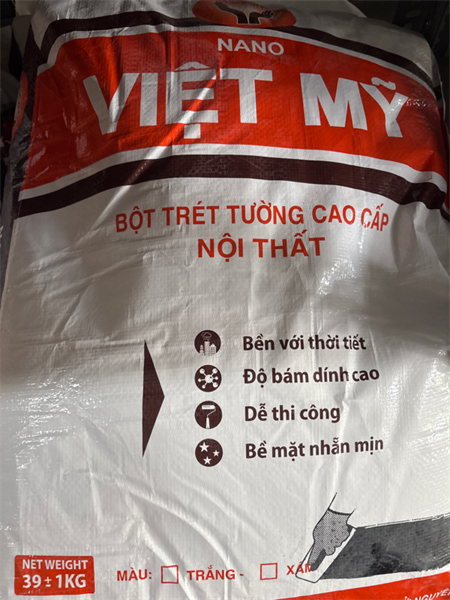 NANO
VIỆT MỸ
BỘT TRÉT TƯỜNG CAO CẤP
NỘI THẤT
Bền với thời tiết
Độ bám dính cao
Dễ thi công
Bề mặt nhẵn mịn
NET WEIGHT
39 ± 1KG
MÀU: TRẮNG - XÁM